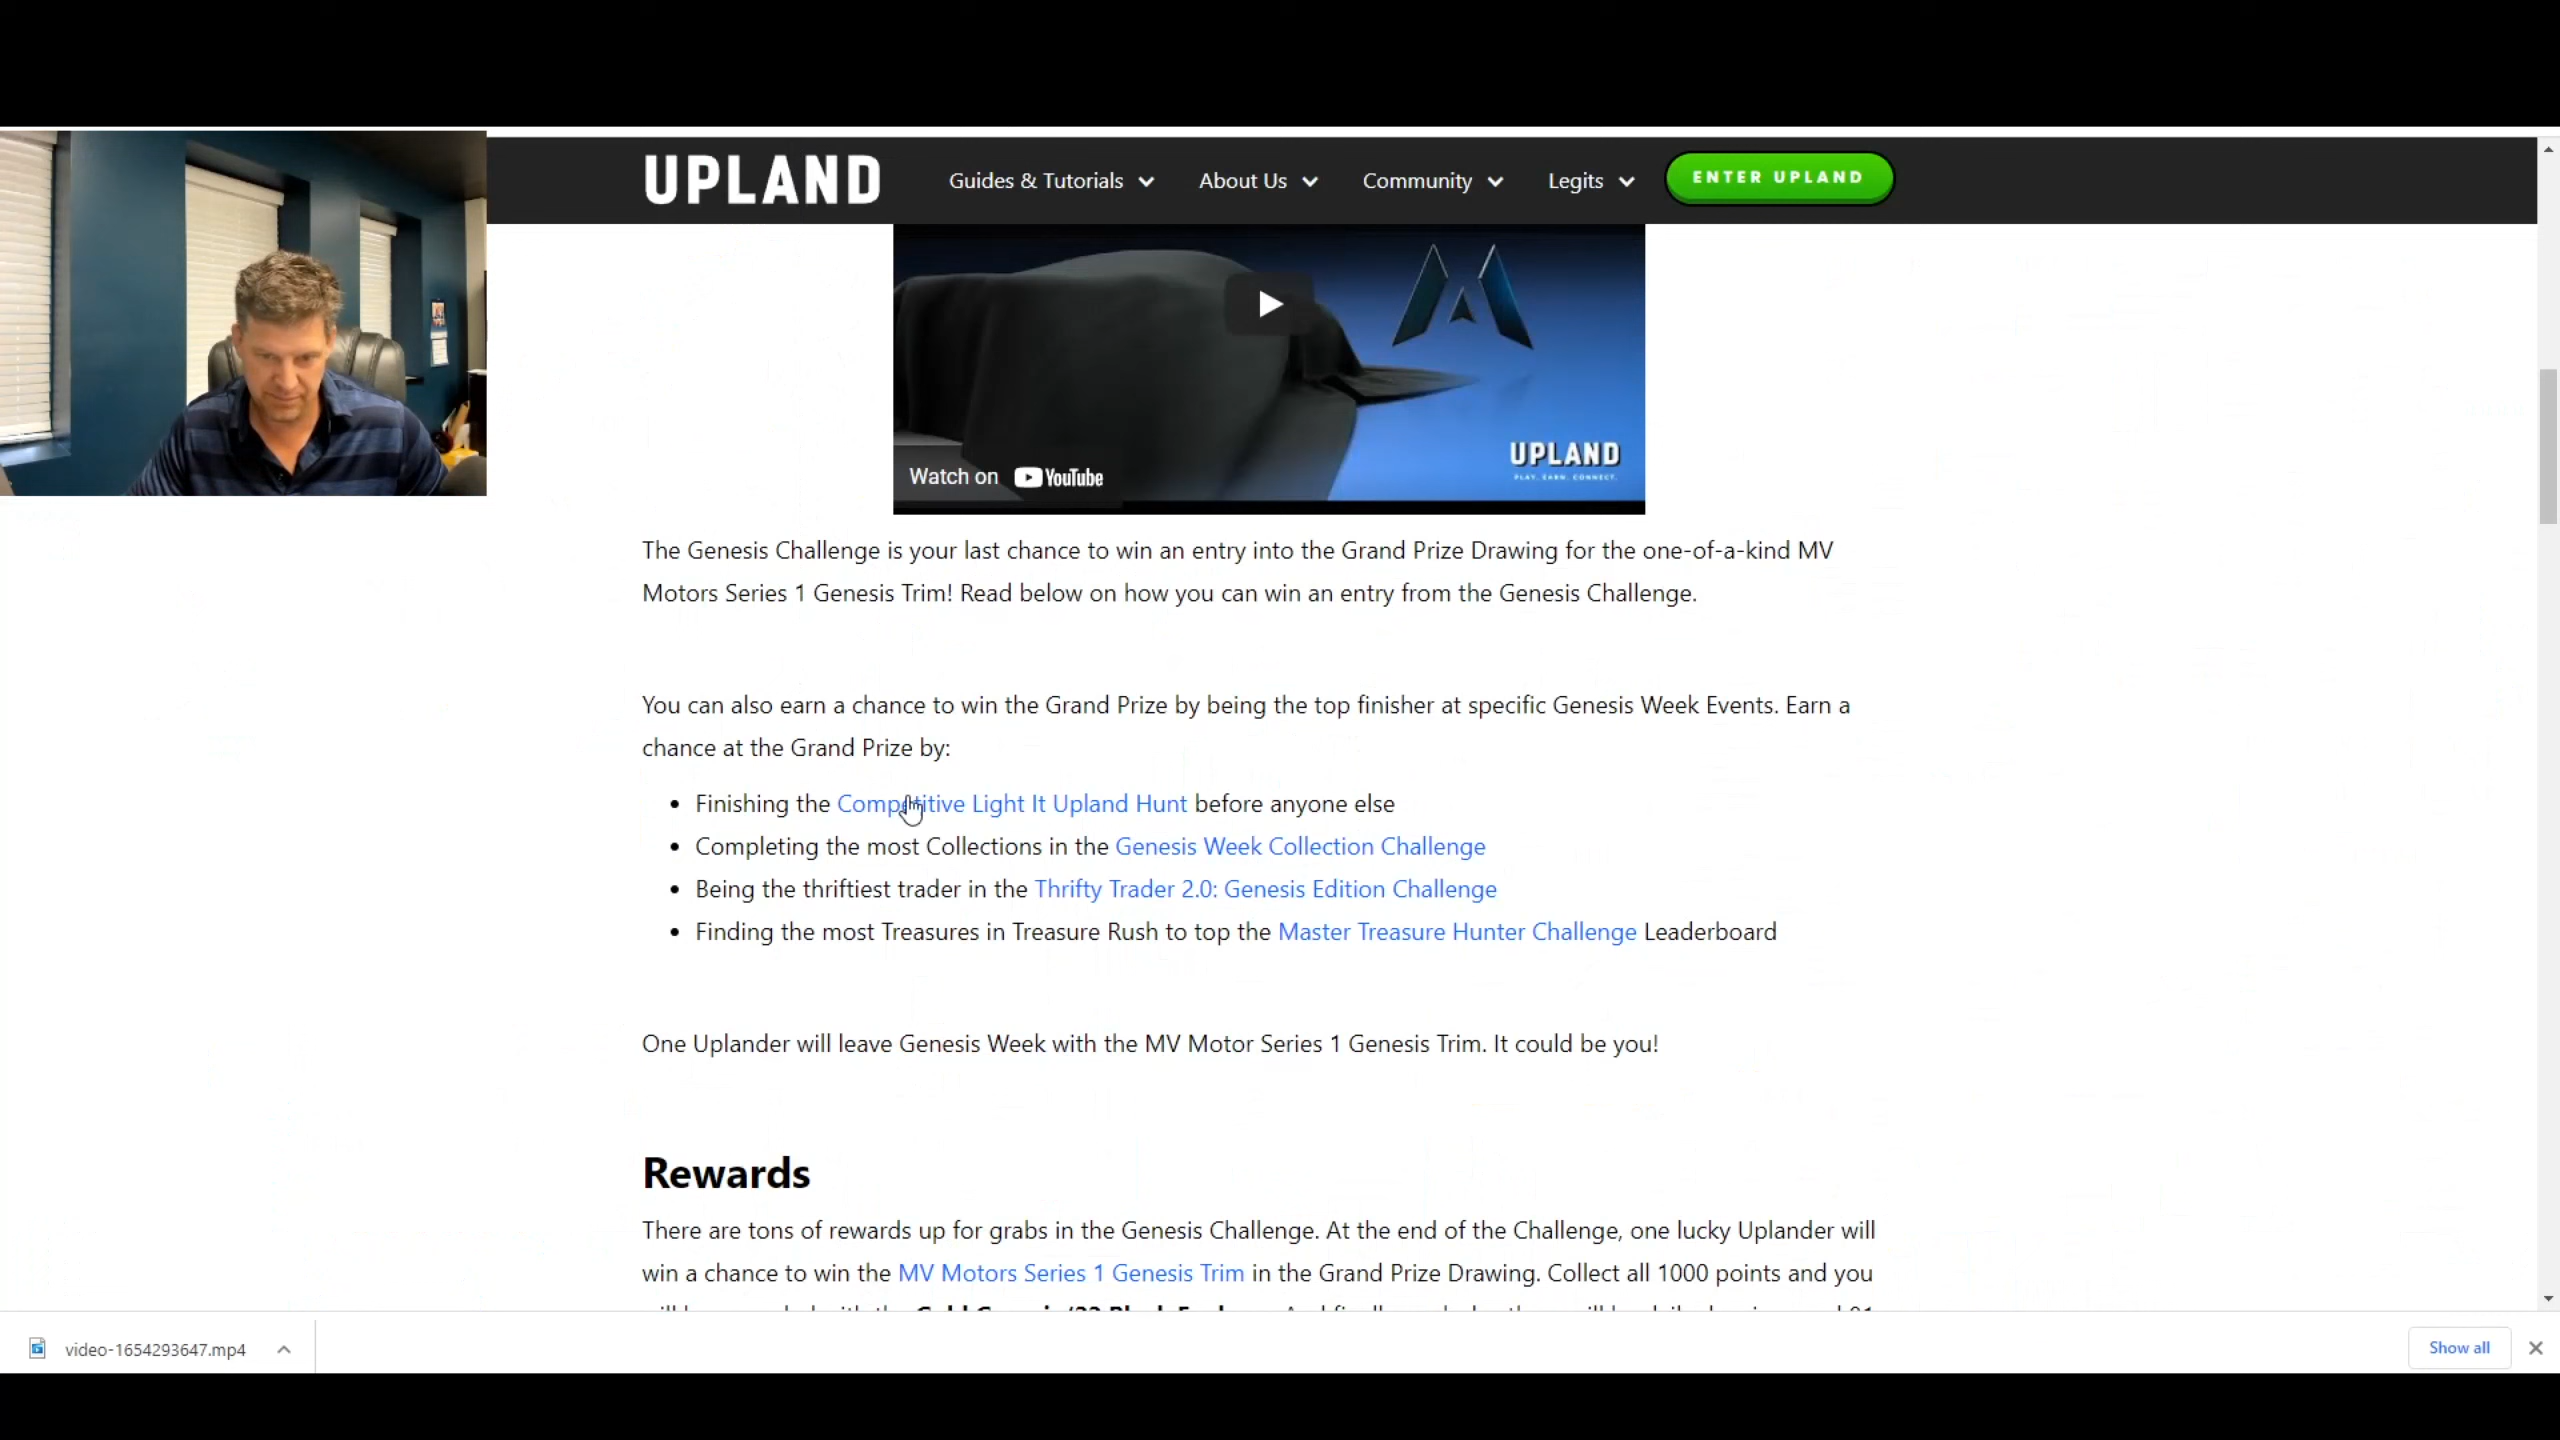 UPLAND
Guides & Tutorials
About Us
Community
Legits
ENTER UPLAND
UPLAND
PLAY. EARN. CONNECT.
Watch on YouTube
The Genesis Challenge is your last chance to win an entry into the Grand Prize Drawing for the one-of-a-kind MV
Motors Series 1 Genesis Trim! Read below on how you can win an entry from the Genesis Challenge.
You can also earn a chance to win the Grand Prize by being the top finisher at specific Genesis Week Events. Earn a
chance at the Grand Prize by:
• Finishing the Competitive Light It Upland Hunt before anyone else
• Completing the most Collections in the Genesis Week Collection Challenge
• Being the thriftiest trader in the Thrifty Trader 2.0: Genesis Edition Challenge
• Finding the most Treasures in Treasure Rush to top the Master Treasure Hunter Challenge Leaderboard
One Uplander will leave Genesis Week with the MV Motor Series 1 Genesis Trim. It could be you!
Rewards
There are tons of rewards up for grabs in the Genesis Challenge. At the end of the Challenge, one lucky Uplander will
win a chance to win the MV Motors Series 1 Genesis Trim in the Grand Prize Drawing. Collect all 1000 points and you
video-1654293647.mp4
Show all